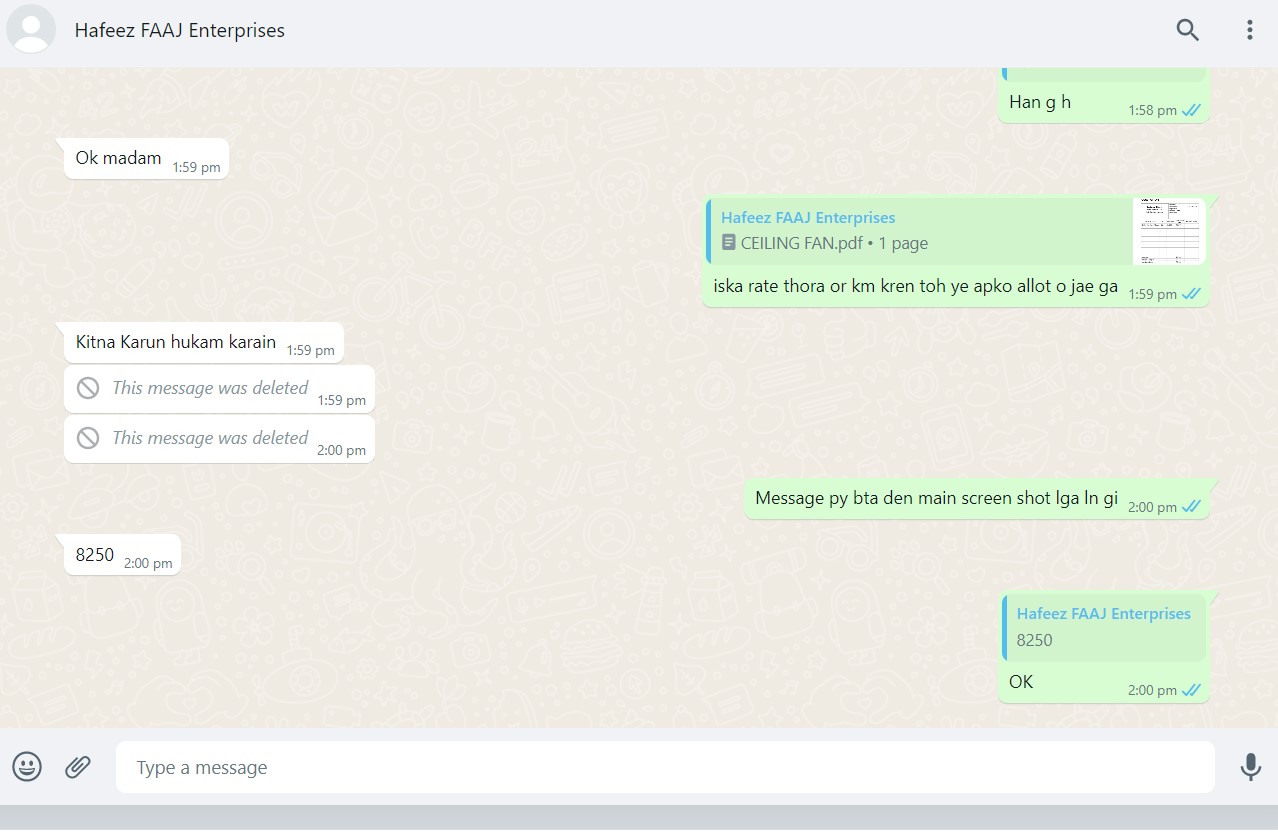 Hafeez FAAJ Enterprises
Han g h
1:58 pm
Ok madam
1:59 pm
Hafeez FAAJ Enterprises
CEILING FAN.pdf • 1 page
iska rate thora or km kren toh ye apko allot o jae ga
1:59 pm
Kitna Karun hukam karain
1:59 pm
This message was deleted
1:59 pm
This message was deleted
2:00 pm
Message py bta den main screen shot lga ln gi
2:00 pm
8250
2:00 pm
Hafeez FAAJ Enterprises
8250
OK
2:00 pm
Type a message